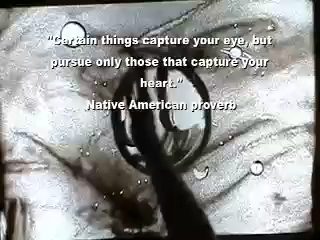 "Certain things capture your eye, but
pursue only those that capture your
heart."
Native American proverb